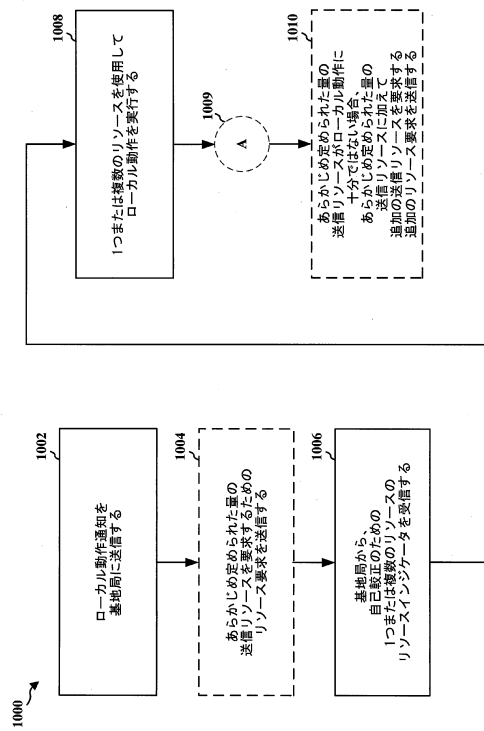 1000
1002
ローカル動作通知を
基地局に送信する
1004
あらかじめ定められた量の
送信リソースを要求するための
リソース要求を送信する
1006
基地局から、
自己較正のための
1つまたは複数のリソースの
リソースインジケータを受信する
1008
1つまたは複数のリソースを使用して
ローカル動作を実行する
1009
A
1010
あらかじめ定められた量の
送信リソースがローカル動作に
十分ではない場合、
あらかじめ定められた量の
送信リソースに加えて
追加の送信リソースを要求する
追加のリソース要求を送信する